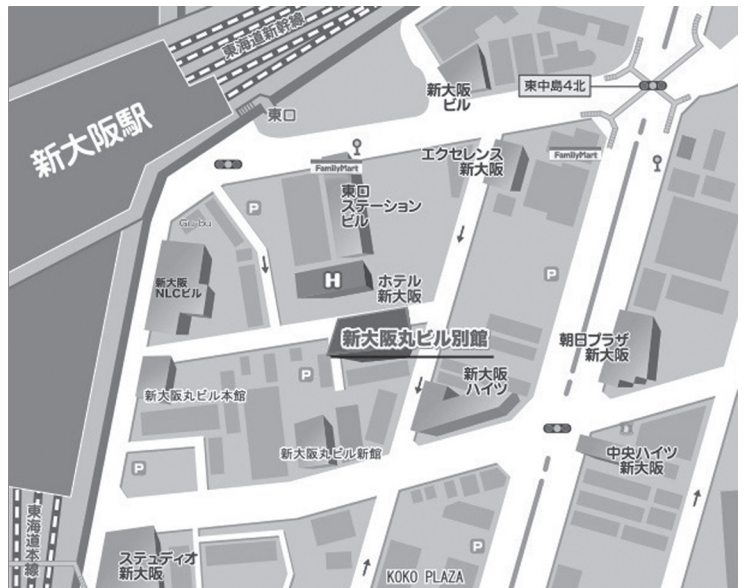 東海道新幹線
新大阪駅
東口
新大阪
ビル
東中島4北
FamilyMart
エクセレンス
新大阪
FamilyMart
東口
ステーション
ビル
P
P
新大阪
NLCビル
H
ホテル
新大阪
新大阪丸ビル別館
朝日プラザ
新大阪
新大阪丸ビル本館
P
新大阪
ハイツ
新大阪丸ビル新館
中央ハイツ
新大阪
P
東海道本線
ステュディオ
新大阪
KOKO PLAZA
P